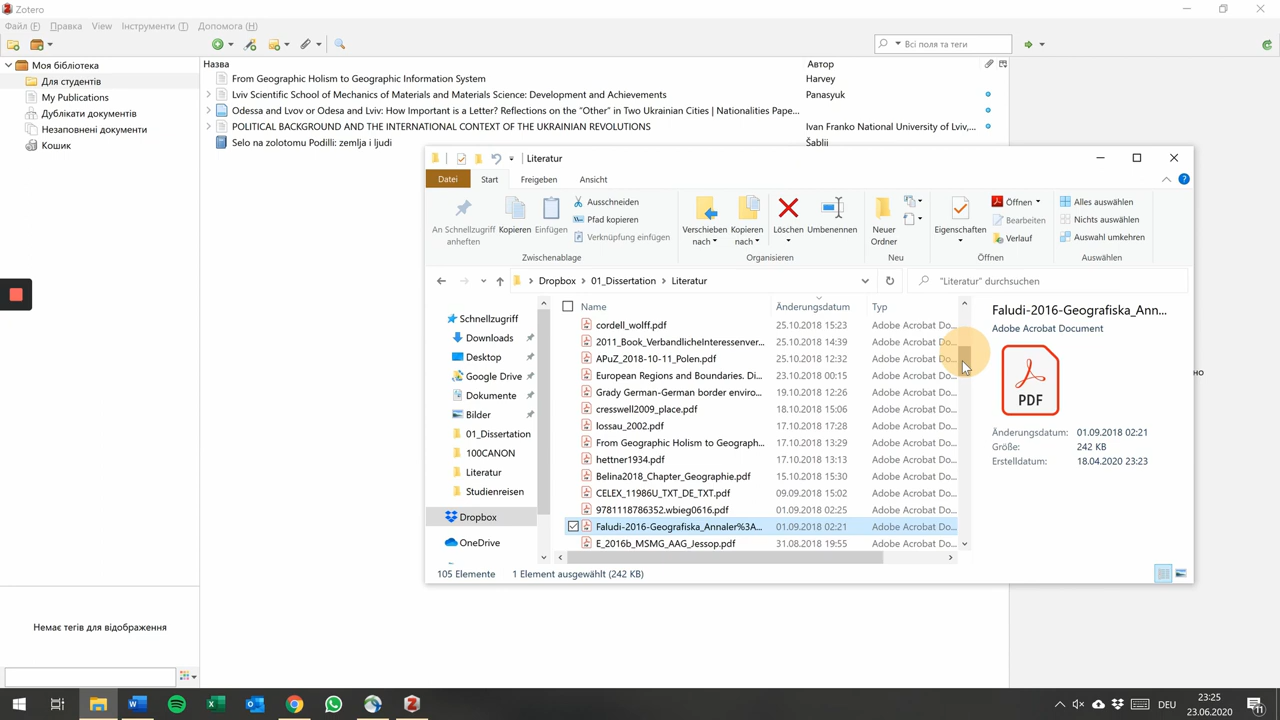 Zotero
Файл (F) Правка View Інструменти (T) Допомога (H)
Всі поля та теги
Моя бібліотека
Для студентів
My Publications
Дублікати документів
Незаповнені документи
Кошик
Назва Автор
From Geographic Holism to Geographic Information System Harvey
Lviv Scientific School of Mechanics of Materials and Materials Science: Development and Achievements Panasyuk
Odessa and Lvov or Odesa and Lviv: How Important is a Letter? Reflections on the “Other” in Two Ukrainian Cities | Nationalities Pape...
POLITICAL BACKGROUND AND THE INTERNATIONAL CONTEXT OF THE UKRAINIAN REVOLUTIONS Ivan Franko National University of Lviv,...
Selo na zolotomu Podilli: zemlja i ljudi Šablii
Literatur
Datei Start Freigeben Ansicht
An Schnellzugriff anheften
Kopieren
Einfügen
Ausschneiden
Pfad kopieren
Verknüpfung einfügen
Zwischenablage
Verschieben nach
Kopieren nach
Löschen
Umbenennen
Organisieren
Neuer Ordner
Neu
Eigenschaften
Öffnen
Bearbeiten
Verlauf
Öffnen
Alles auswählen
Nichts auswählen
Auswahl umkehren
Auswählen
Dropbox 01_Dissertation Literatur
"Literatur" durchsuchen
Schnellzugriff
Downloads
Desktop
Google Drive
Dokumente
Bilder
01_Dissertation
100CANON
Literatur
Studienreisen
Dropbox
OneDrive
Name Änderungsdatum Typ
cordell_wolff.pdf 25.10.2018 15:23 Adobe Acrobat Do...
2011_Book_VerbandlicheInteressenver... 25.10.2018 14:39 Adobe Acrobat Do...
APuZ_2018-10-11_Polen.pdf 25.10.2018 12:32 Adobe Acrobat Do...
European Regions and Boundaries. Di... 23.10.2018 00:15 Adobe Acrobat Do...
Grady German-German border enviro... 19.10.2018 12:26 Adobe Acrobat Do...
cresswell2009_place.pdf 18.10.2018 15:06 Adobe Acrobat Do...
lossau_2002.pdf 17.10.2018 17:28 Adobe Acrobat Do...
From Geographic Holism to Geograph... 17.10.2018 13:29 Adobe Acrobat Do...
hettner1934.pdf 17.10.2018 13:13 Adobe Acrobat Do...
Belina2018_Chapter_Geographie.pdf 15.10.2018 15:30 Adobe Acrobat Do...
CELEX_11986U_TXT_DE_TXT.pdf 09.09.2018 15:02 Adobe Acrobat Do...
9781118786352.wbieg0616.pdf 01.09.2018 02:25 Adobe Acrobat Do...
Faludi-2016-Geografiska_Annaler%3A... 01.09.2018 02:21 Adobe Acrobat Do...
E_2016b_MSMG_AAG_Jessop.pdf 31.08.2018 19:55 Adobe Acrobat Do...
Faludi-2016-Geografiska_Ann...
Adobe Acrobat Document
PDF
Änderungsdatum: 01.09.2018 02:21
Größe: 242 KB
Erstelldatum: 18.04.2020 23:23
но
105 Elemente 1 Element ausgewählt (242 KB)
Немає тегів для відображення
DEU
23:25
23.06.2020
11